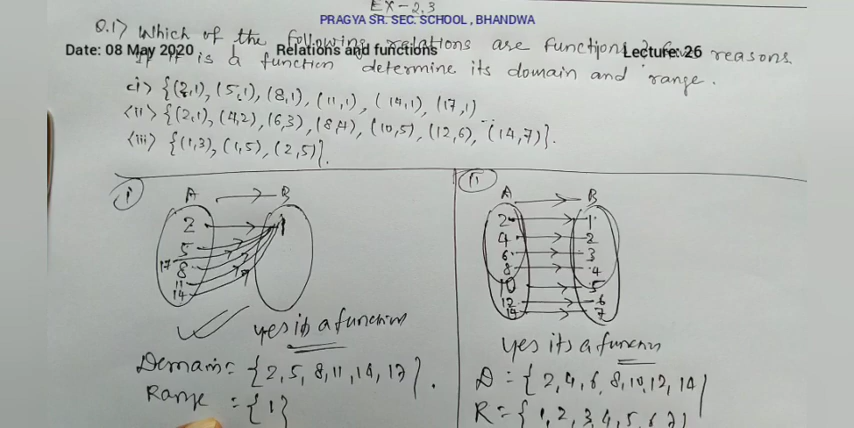 EX-2.3
PRAGYA SR. SEC. SCHOOL , BHANDWA
Q.1) Which of the following relations are functions? reasons.
Date: 08 May 2020 Relations and functions Lecture: 26
If it is a function determine its domain and range.
(i) {(2,1), (5,1), (8,1), (11,1), (14,1), (17,1)
(ii) {(2,1), (4,2), (6,3), (8,4), (10,5), (12,6), (14,7)}.
(iii) {(1,3), (1,5), (2,5)}.
(i)
A → B
2
1
5
17
8
11
14
yes it is a function
Domain = {2, 5, 8, 11, 14, 17}.
Range = {1}
(ii)
A → B
2 1
4 2
6 3
8 4
10 5
12 6
14 7
yes its a function
D = {2, 4, 6, 8, 10, 12, 14}
R = {1, 2, 3, 4, 5, 6, 7}